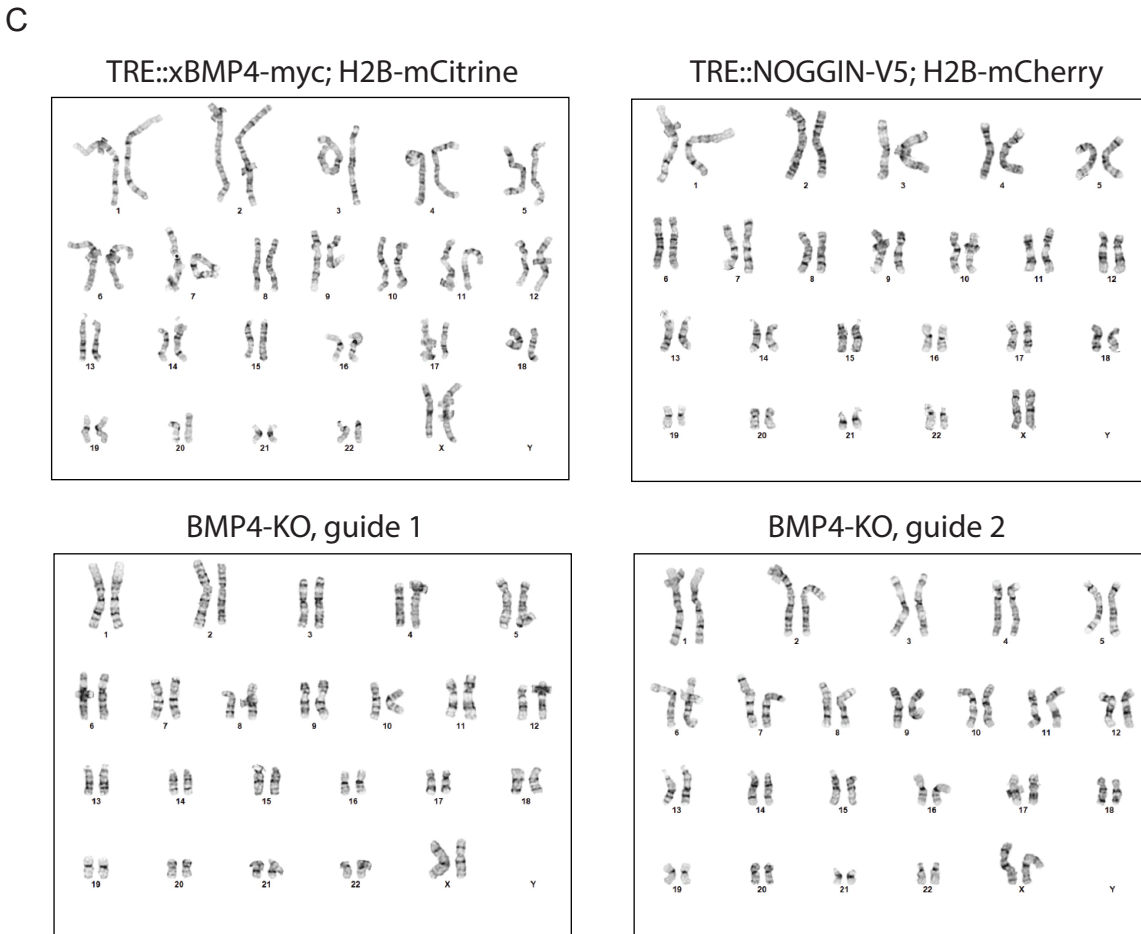 C
TRE::xBMP4-myc; H2B-mCitrine
1 2 3 4 5
6 7 8 9 10 11 12
13 14 15 16 17 18
19 20 21 22 X Y
TRE::NOGGIN-V5; H2B-mCherry
1 2 3 4 5
6 7 8 9 10 11 12
13 14 15 16 17 18
19 20 21 22 X Y
BMP4-KO, guide 1
1 2 3 4 5
6 7 8 9 10 11 12
13 14 15 16 17 18
19 20 21 22 X Y
BMP4-KO, guide 2
1 2 3 4 5
6 7 8 9 10 11 12
13 14 15 16 17 18
19 20 21 22 X Y